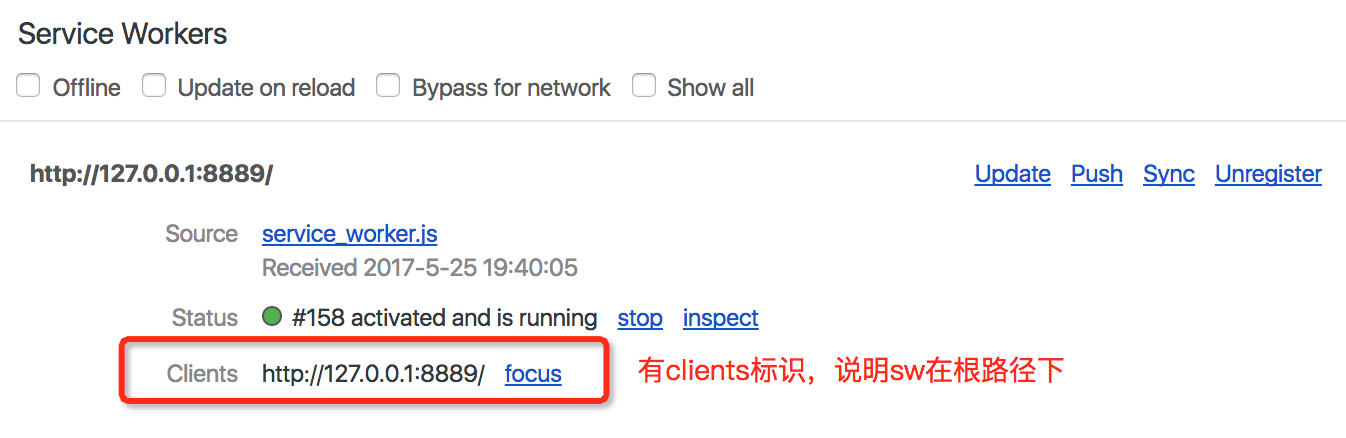 Service Workers
Offline Update on reload Bypass for network Show all
http://127.0.0.1:8889/ Update Push Sync Unregister
Source service_worker.js
Received 2017-5-25 19:40:05
Status #158 activated and is running stop inspect
Clients http://127.0.0.1:8889/ focus 有clients标识，说明sw在根路径下